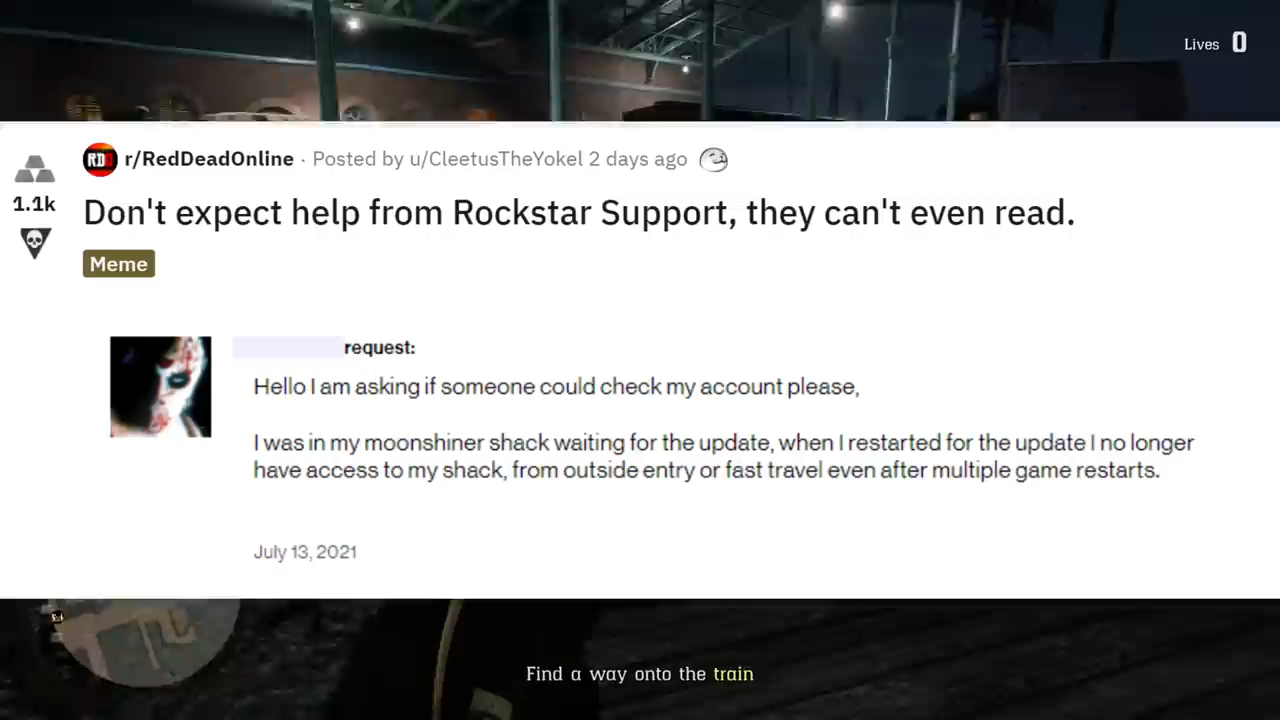 Lives 0
RDO r/RedDeadOnline · Posted by u/CleetusTheYokel 2 days ago
1.1k
Don't expect help from Rockstar Support, they can't even read.
Meme
request:
Hello I am asking if someone could check my account please,
I was in my moonshiner shack waiting for the update, when I restarted for the update I no longer
have access to my shack, from outside entry or fast travel even after multiple game restarts.
July 13, 2021
Find a way onto the train